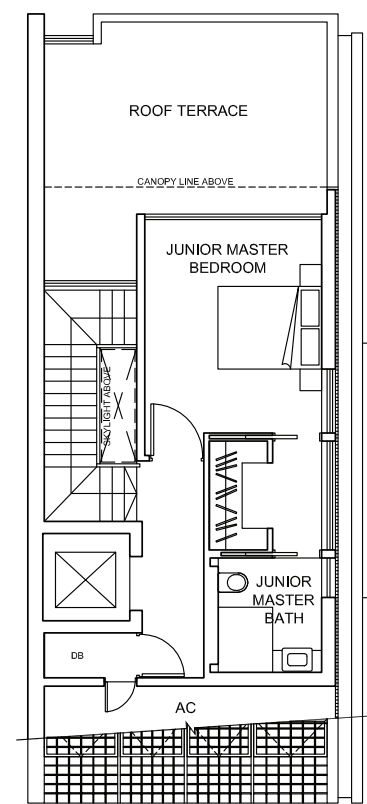 ROOF TERRACE
CANOPY LINE ABOVE
JUNIOR MASTER
BEDROOM
SKYLIGHT ABOVE
JUNIOR
MASTER
BATH
DB
AC